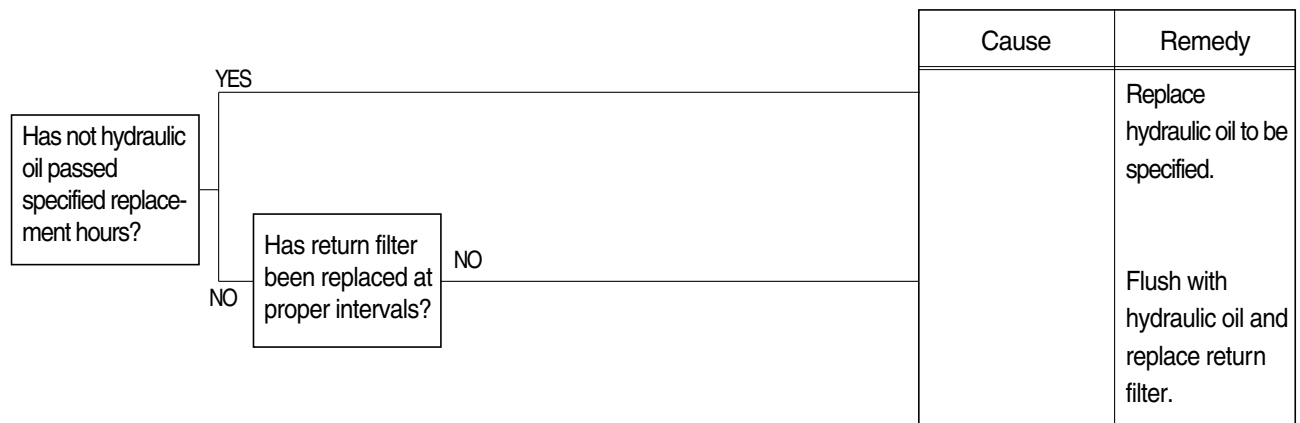 Cause
Remedy
YES
Replace
hydraulic oil to be
specified.
Has not hydraulic
oil passed
specified replace-
ment hours?
Has return filter
been replaced at
proper intervals?
NO
NO
Flush with
hydraulic oil and
replace return
filter.